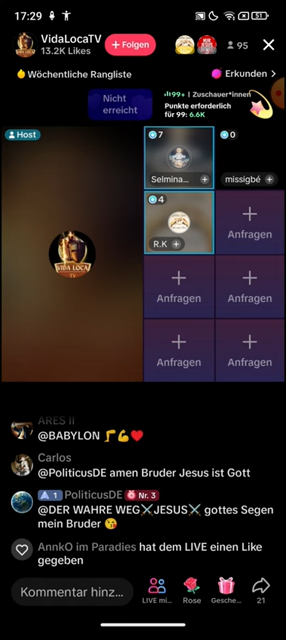 17:29
51
VidaLocaTV
13.2K Likes
+ Folgen
95
Wöchentliche Rangliste
Erkunden >
Nicht
erreicht
99+ | Zuschauer*innen
Punkte erforderlich
für 99: 6.6K
Host
7
0
Selmina...
missigbé
4
R.K
Anfragen
VIDA LOCA
TV
Anfragen
Anfragen
Anfragen
Anfragen
ARES II
@BABYLON 🦵💪❤️
Carlos
@PoliticusDE amen Bruder Jesus ist Gott
1 PoliticusDE Nr. 3
@DER WAHRE WEG⚔JESUS⚔ gottes Segen
mein Bruder 😘
AnnkO im Paradies hat dem LIVE einen Like
gegeben
Kommentar hinz...
LIVE mi...
Rose
Gesche...
21